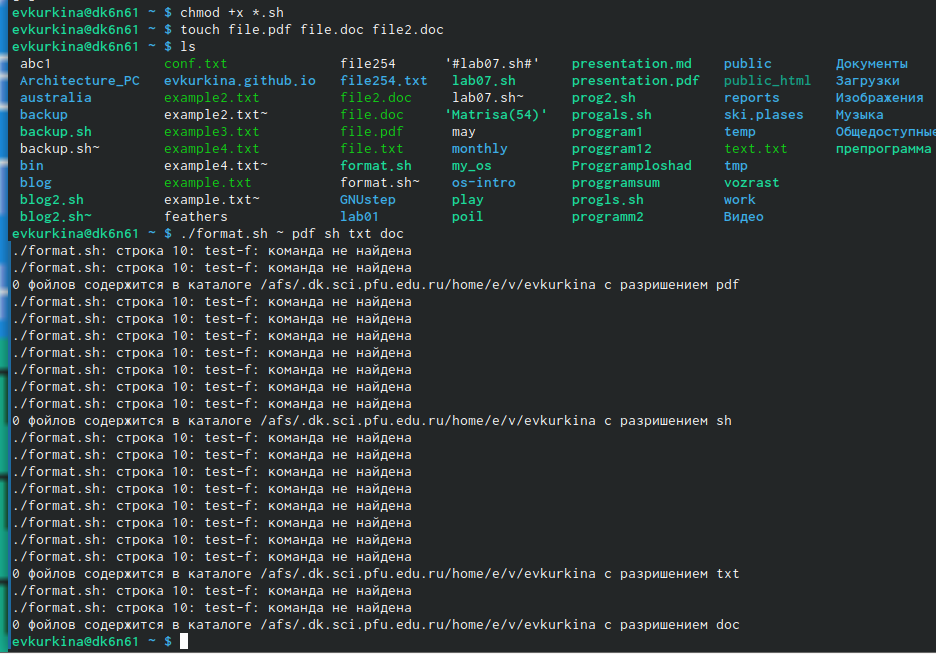 evkurkina@dk6n61 ~ $ chmod +x *.sh
evkurkina@dk6n61 ~ $ touch file.pdf file.doc file2.doc
evkurkina@dk6n61 ~ $ ls
abc1 conf.txt file254 '#lab07.sh#' presentation.md public Документы
Architecture_PC evkurkina.github.io file254.txt lab07.sh presentation.pdf public_html Загрузки
australia example2.txt file2.doc lab07.sh~ prog2.sh reports Изображения
backup example2.txt~ file.doc 'Matrisa(54)' progals.sh ski.plases Музыка
backup.sh example3.txt file.pdf may proggram1 temp Общедоступные
backup.sh~ example4.txt file.txt monthly proggram12 text.txt препрограмма
bin example4.txt~ format.sh my_os Proggramploshad tmp
blog example.txt format.sh~ os-intro proggramsum vozrast
blog2.sh example.txt~ GNUstep play progls.sh work
blog2.sh~ feathers lab01 poil programm2 Видео
evkurkina@dk6n61 ~ $ ./format.sh ~ pdf sh txt doc
./format.sh: строка 10: test-f: команда не найдена
./format.sh: строка 10: test-f: команда не найдена
0 фойлов содержится в каталоге /afs/.dk.sci.pfu.edu.ru/home/e/v/evkurkina с разришением pdf
./format.sh: строка 10: test-f: команда не найдена
./format.sh: строка 10: test-f: команда не найдена
./format.sh: строка 10: test-f: команда не найдена
./format.sh: строка 10: test-f: команда не найдена
./format.sh: строка 10: test-f: команда не найдена
./format.sh: строка 10: test-f: команда не найдена
./format.sh: строка 10: test-f: команда не найдена
0 фойлов содержится в каталоге /afs/.dk.sci.pfu.edu.ru/home/e/v/evkurkina с разришением sh
./format.sh: строка 10: test-f: команда не найдена
./format.sh: строка 10: test-f: команда не найдена
./format.sh: строка 10: test-f: команда не найдена
./format.sh: строка 10: test-f: команда не найдена
./format.sh: строка 10: test-f: команда не найдена
./format.sh: строка 10: test-f: команда не найдена
./format.sh: строка 10: test-f: команда не найдена
./format.sh: строка 10: test-f: команда не найдена
0 фойлов содержится в каталоге /afs/.dk.sci.pfu.edu.ru/home/e/v/evkurkina с разришением txt
./format.sh: строка 10: test-f: команда не найдена
./format.sh: строка 10: test-f: команда не найдена
0 фойлов содержится в каталоге /afs/.dk.sci.pfu.edu.ru/home/e/v/evkurkina с разришением doc
evkurkina@dk6n61 ~ $